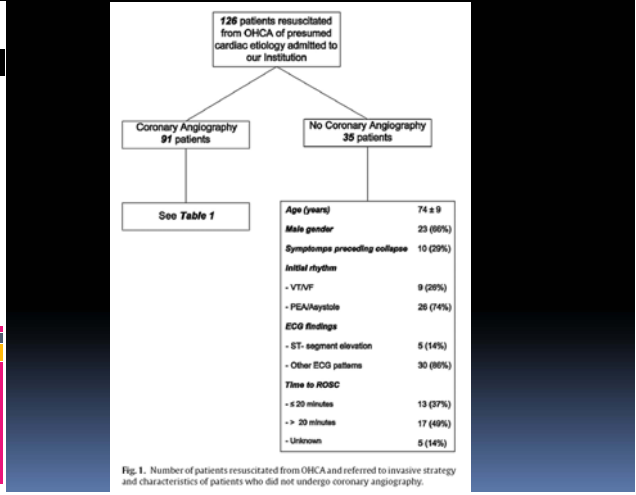 126 patients resuscitated
from OHCA of presumed
cardiac etiology admitted to
our Institution
Coronary Angiography
91 patients
No Coronary Angiography
35 patients
See Table 1
Age (years) 74 ± 9
Male gender 23 (66%)
Symptomps preceding collapse 10 (29%)
Initial rhythm
- VT/VF 9 (26%)
- PEA/Asystole 26 (74%)
ECG findings
- ST- segment elevation 5 (14%)
- Other ECG patterns 30 (86%)
Time to ROSC
- ≤ 20 minutes 13 (37%)
- > 20 minutes 17 (49%)
- Unknown 5 (14%)
Fig. 1. Number of patients resuscitated from OHCA and referred to invasive strategy
and characteristics of patients who did not undergo coronary angiography.